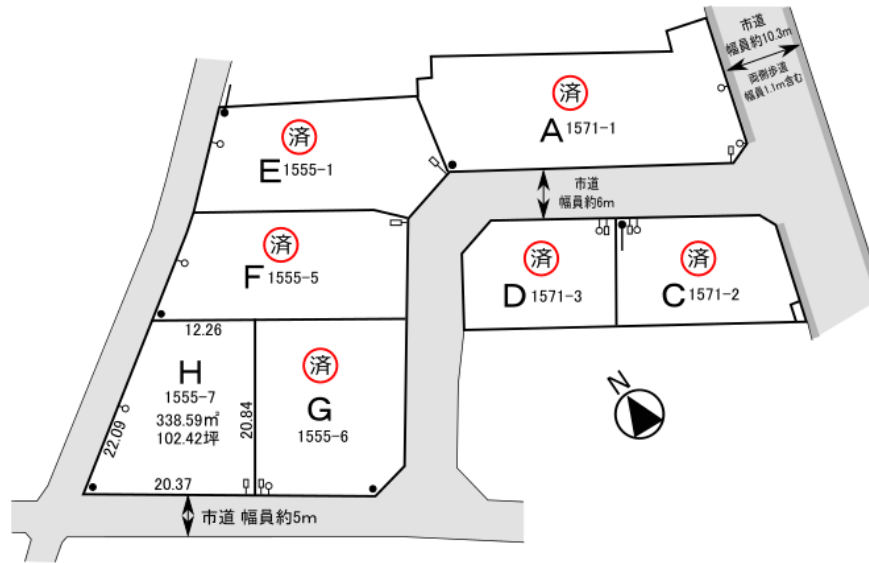 市道
幅員約10.3m
両側歩道
幅員1.1m含む
済
A 1571-1
済
E 1555-1
市道
幅員約6m
済
F 1555-5
済
D 1571-3
済
C 1571-2
12.26
H
1555-7
338.59㎡
102.42坪
22.09
20.84
20.37
済
G
1555-6
N
市道 幅員約5m